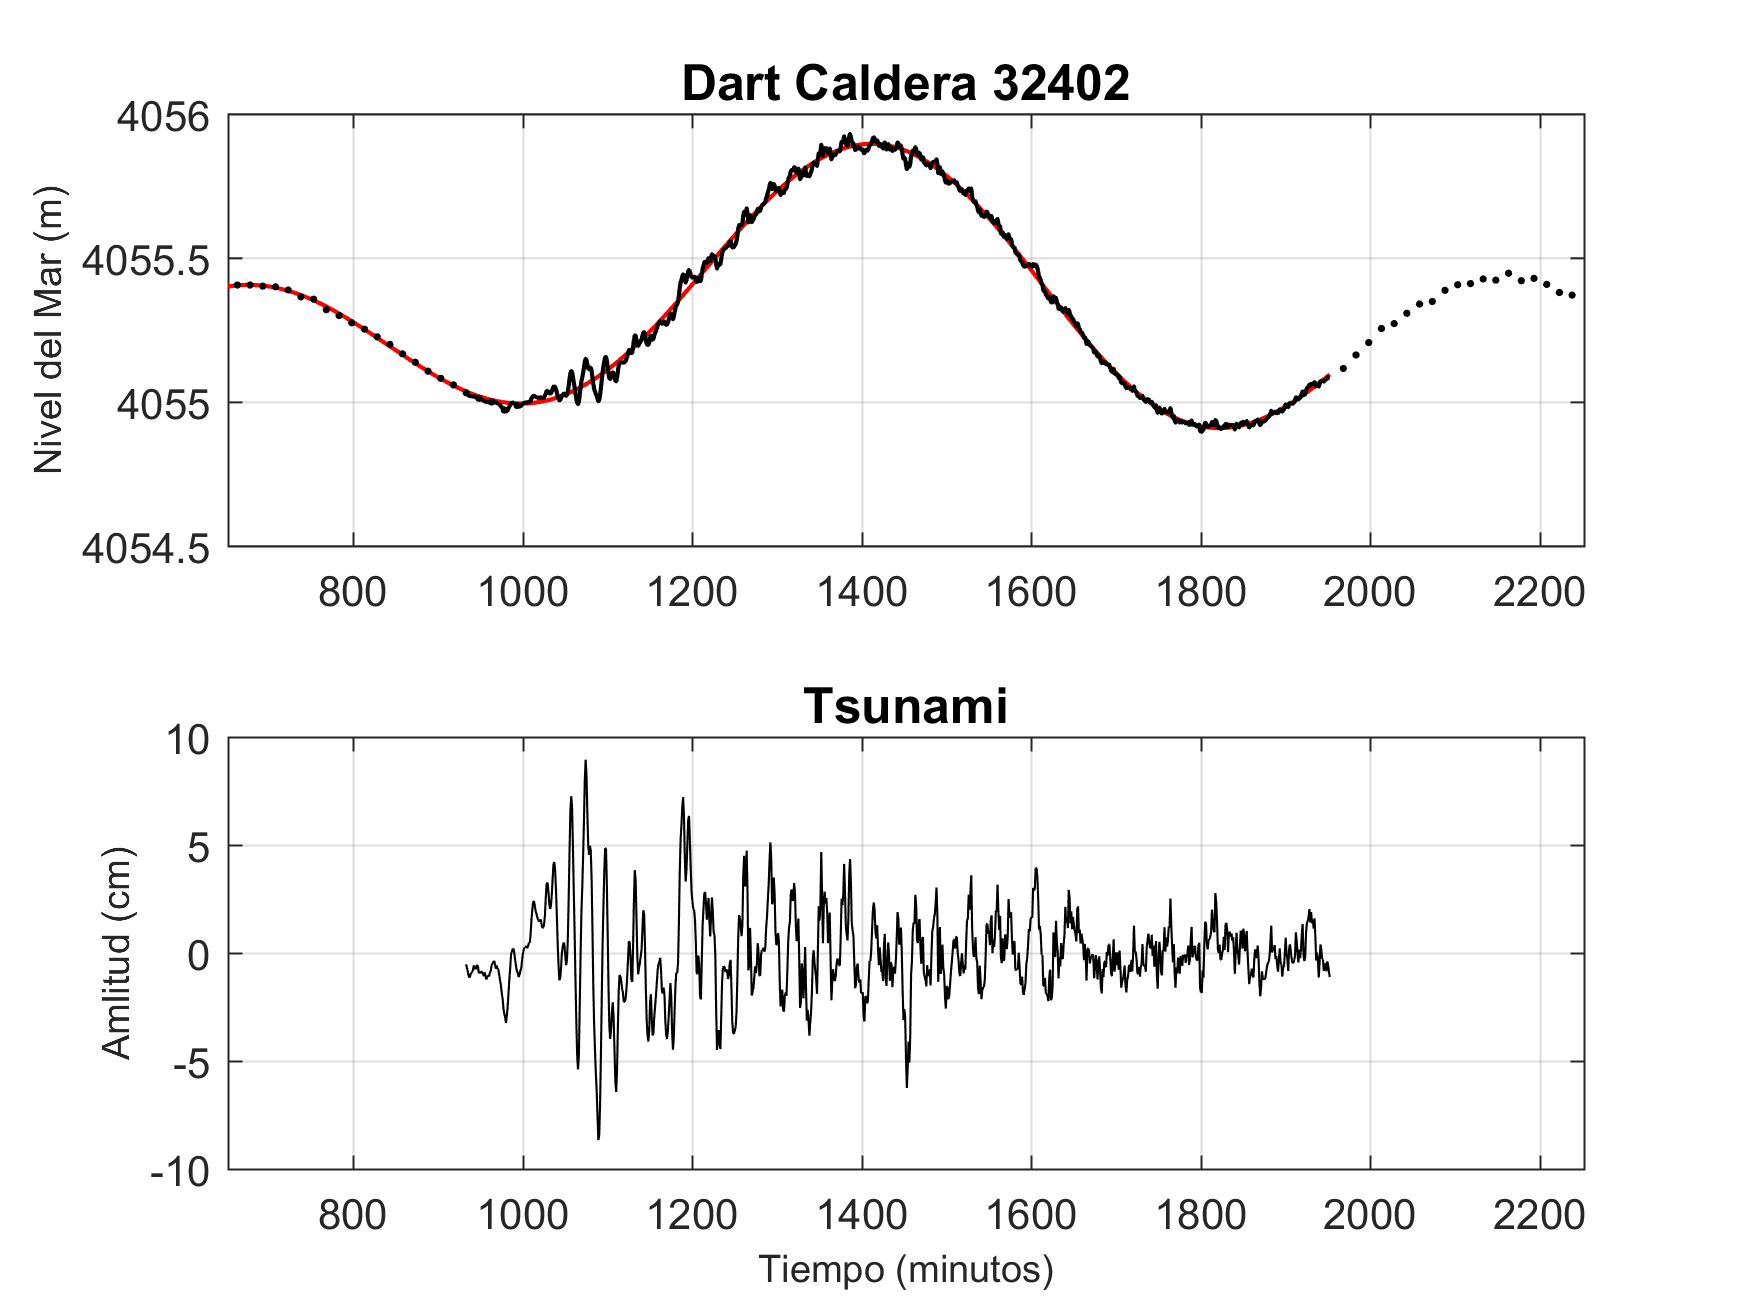 Dart Caldera 32402
Nivel del Mar (m)
4056
4055.5
4055
4054.5
800 1000 1200 1400 1600 1800 2000 2200
Tsunami
Amlitud (cm)
10
5
0
-5
-10
800 1000 1200 1400 1600 1800 2000 2200
Tiempo (minutos)